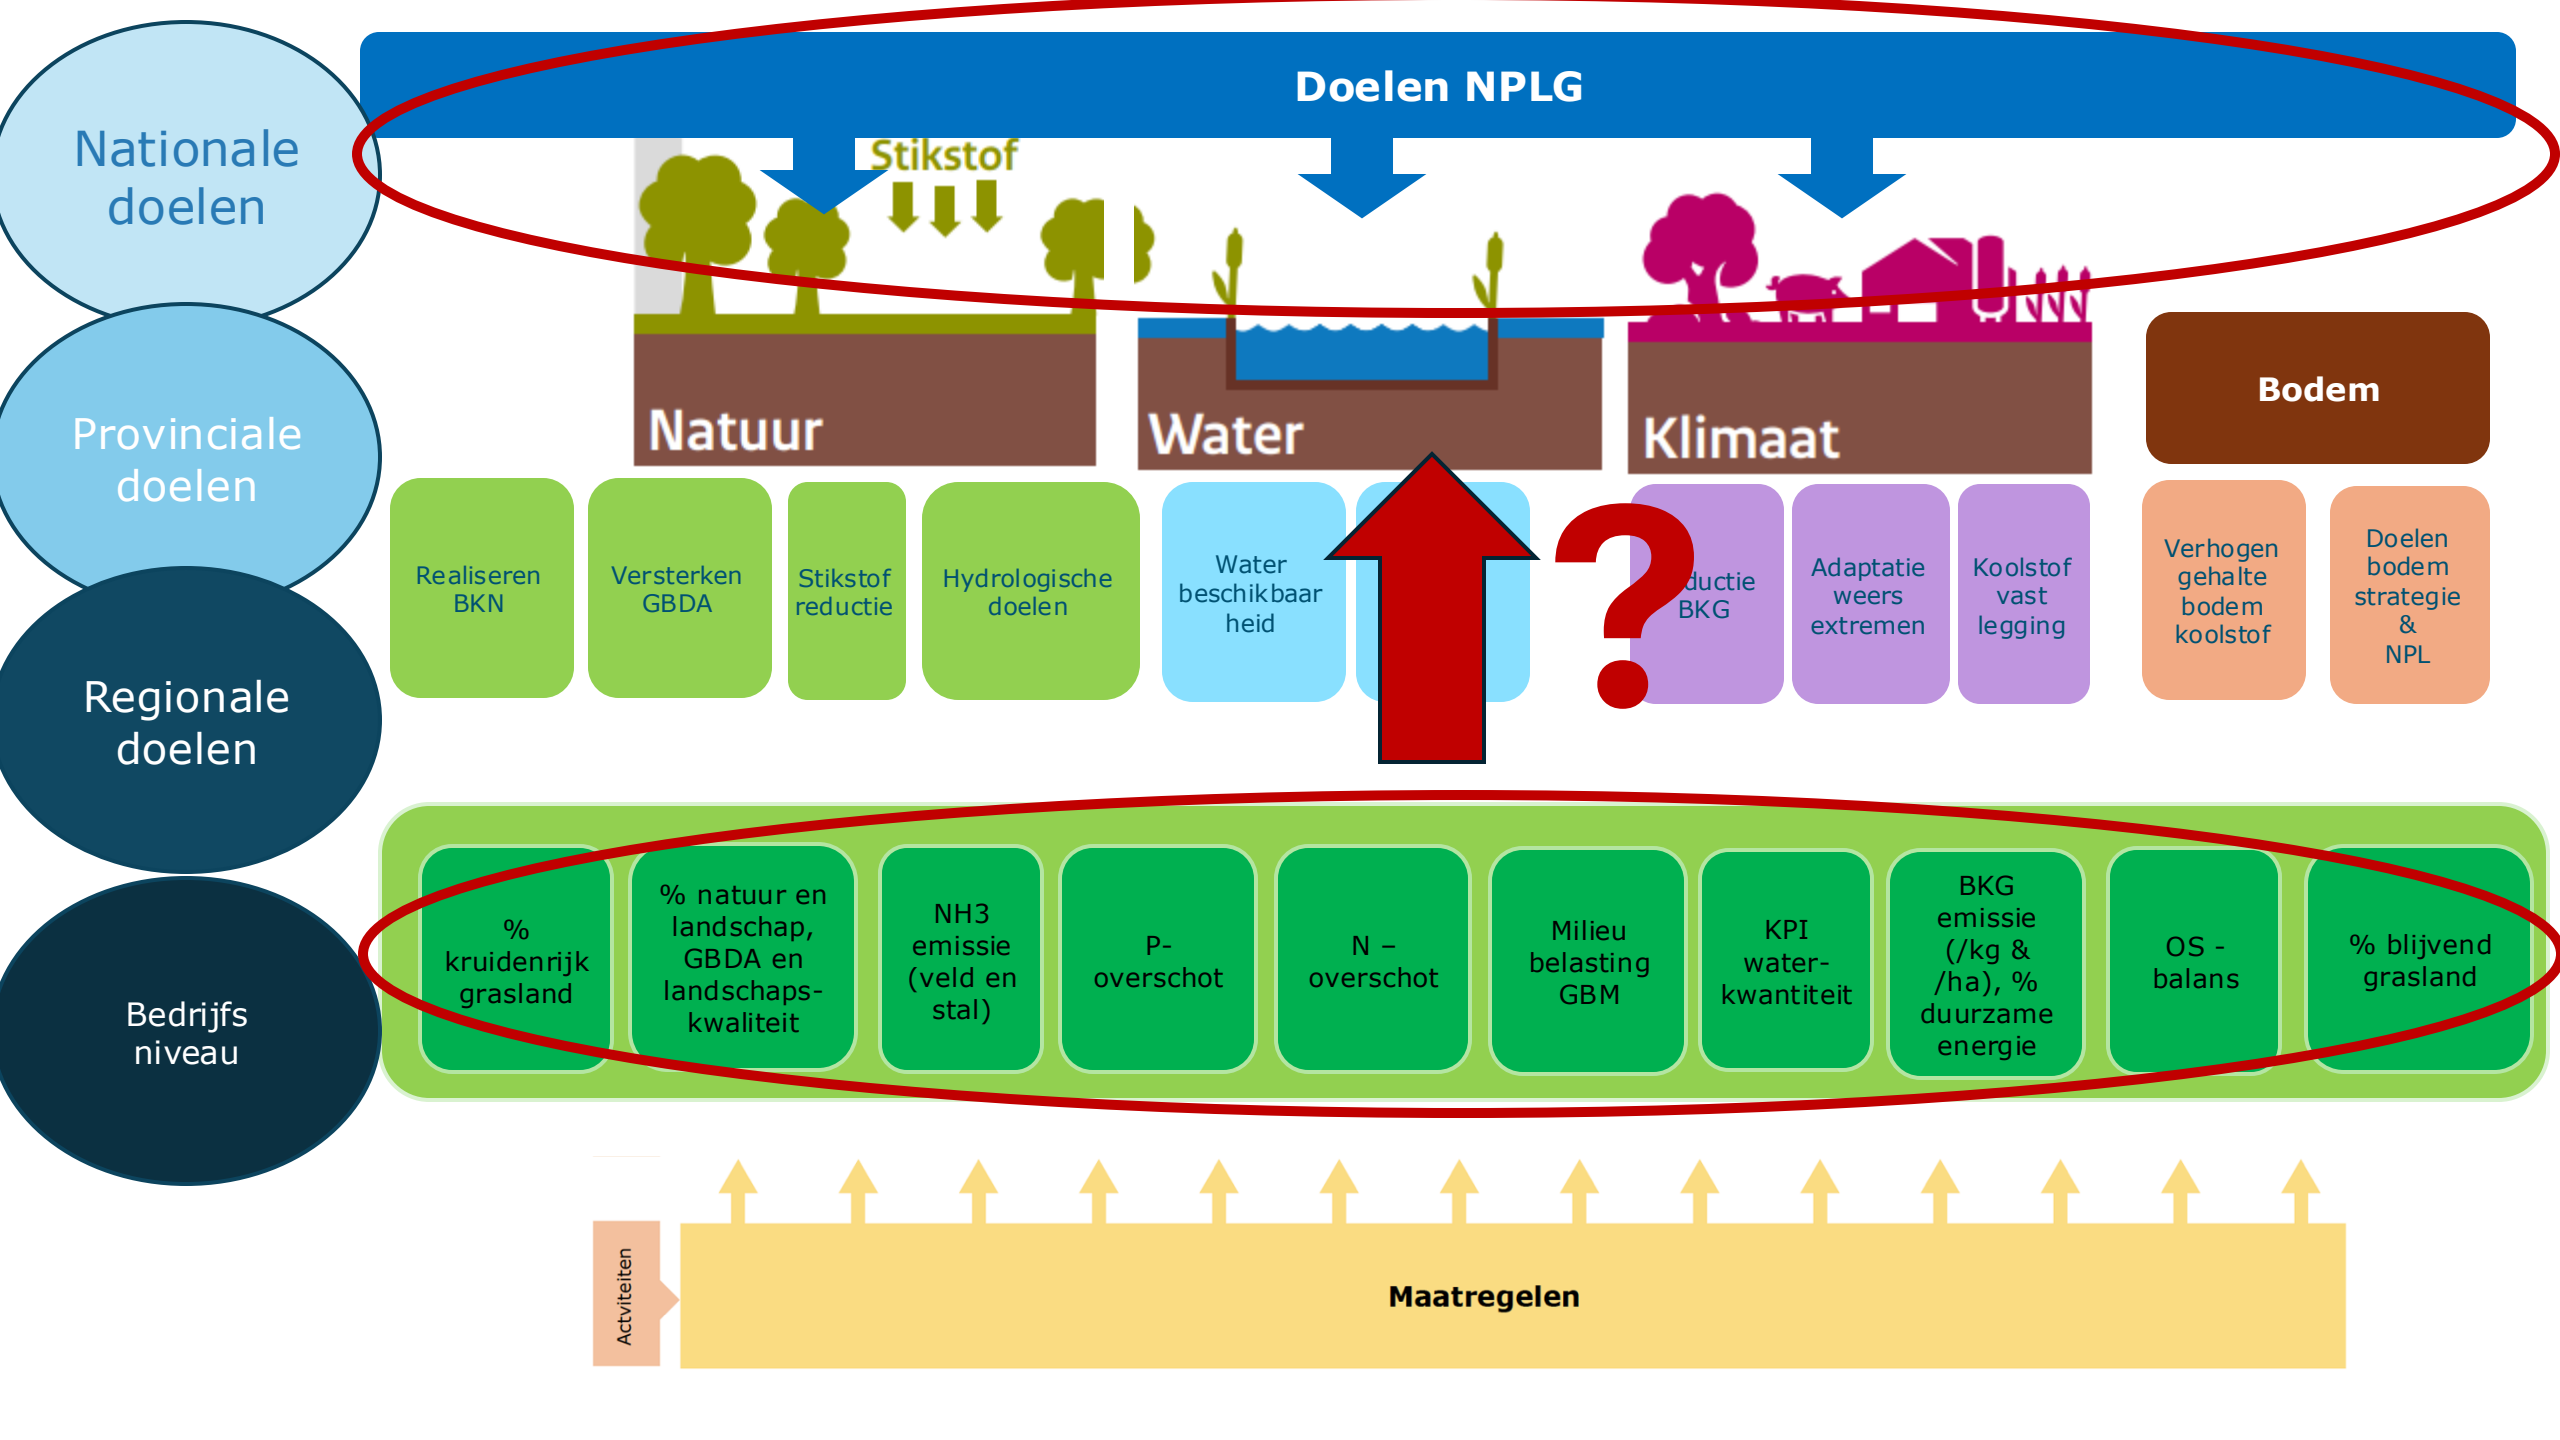 Doelen NPLG
Nationale
doelen
Stikstof
Natuur
Water
Klimaat
Bodem
Provinciale
doelen
Realiseren
BKN
Versterken
GBDA
Stikstof
reductie
Hydrologische
doelen
Water
beschikbaar
heid
?
ductie
BKG
Adaptatie
weers
extremen
Koolstof
vast
legging
Verhogen
gehalte
bodem
koolstof
Doelen
bodem
strategie
&
NPL
Regionale
doelen
Bedrijfs
niveau
%
kruidenrijk
grasland
% natuur en
landschap,
GBDA en
landschaps-
kwaliteit
NH3
emissie
(veld en
stal)
P-
overschot
N –
overschot
Milieu
belasting
GBM
KPI
water-
kwantiteit
BKG
emissie
(/kg &
/ha), %
duurzame
energie
OS -
balans
% blijvend
grasland
Actviteiten
Maatregelen